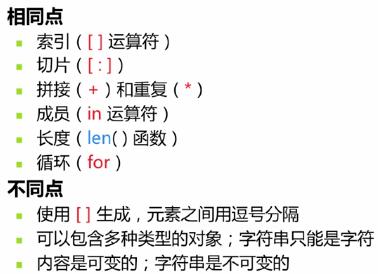 相同点
索引（[ ] 运算符）
切片（[ : ]）
拼接（+）和重复（*）
成员（in 运算符）
长度（len() 函数）
循环（for）
不同点
使用 [ ] 生成，元素之间用逗号分隔
可以包含多种类型的对象；字符串只能是字符
内容是可变的；字符串是不可变的